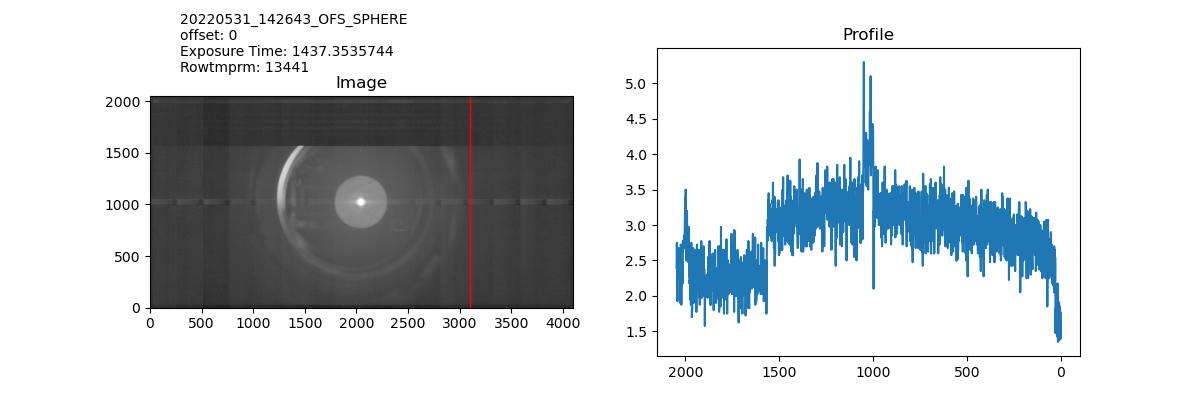 20220531_142643_OFS_SPHERE
offset: 0
Exposure Time: 1437.3535744
Rowtmprm: 13441
Image
2000
1500
1000
500
0
0 500 1000 1500 2000 2500 3000 3500 4000
Profile
5.0
4.5
4.0
3.5
3.0
2.5
2.0
1.5
2000 1500 1000 500 0